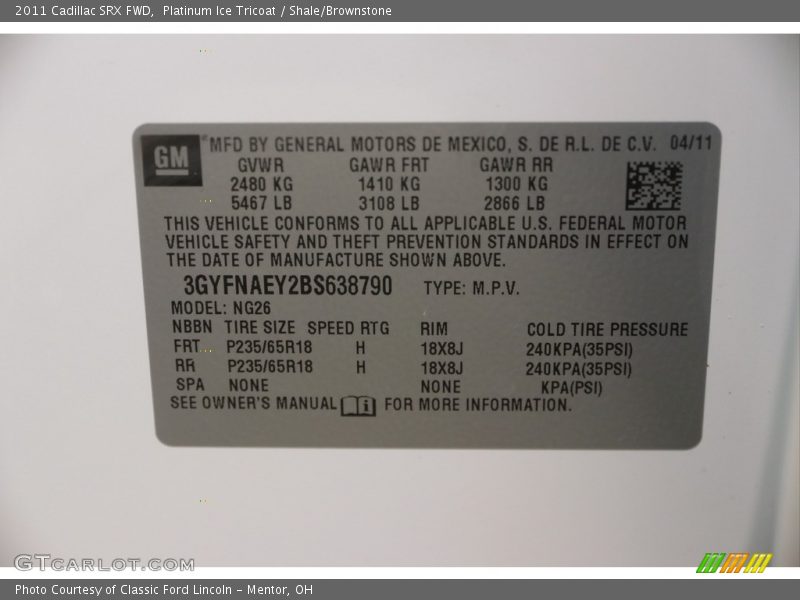 2011 Cadillac SRX FWD,  Platinum Ice Tricoat / Shale/Brownstone
GM
MFD BY GENERAL MOTORS DE MEXICO, S. DE R.L. DE C.V. 04/11
GVWR GAWR FRT GAWR RR
2480 KG 1410 KG 1300 KG
5467 LB 3108 LB 2866 LB
THIS VEHICLE CONFORMS TO ALL APPLICABLE U.S. FEDERAL MOTOR
VEHICLE SAFETY AND THEFT PREVENTION STANDARDS IN EFFECT ON
THE DATE OF MANUFACTURE SHOWN ABOVE.
3GYFNAEY2BS638790 TYPE: M.P.V.
MODEL: NG26
NBBN TIRE SIZE SPEED RTG RIM COLD TIRE PRESSURE
FRT P235/65R18 H 18X8J 240KPA(35PSI)
RR P235/65R18 H 18X8J 240KPA(35PSI)
SPA NONE NONE KPA(PSI)
SEE OWNER'S MANUAL i FOR MORE INFORMATION.
GTCARLOT.COM
Photo Courtesy of Classic Ford Lincoln - Mentor, OH